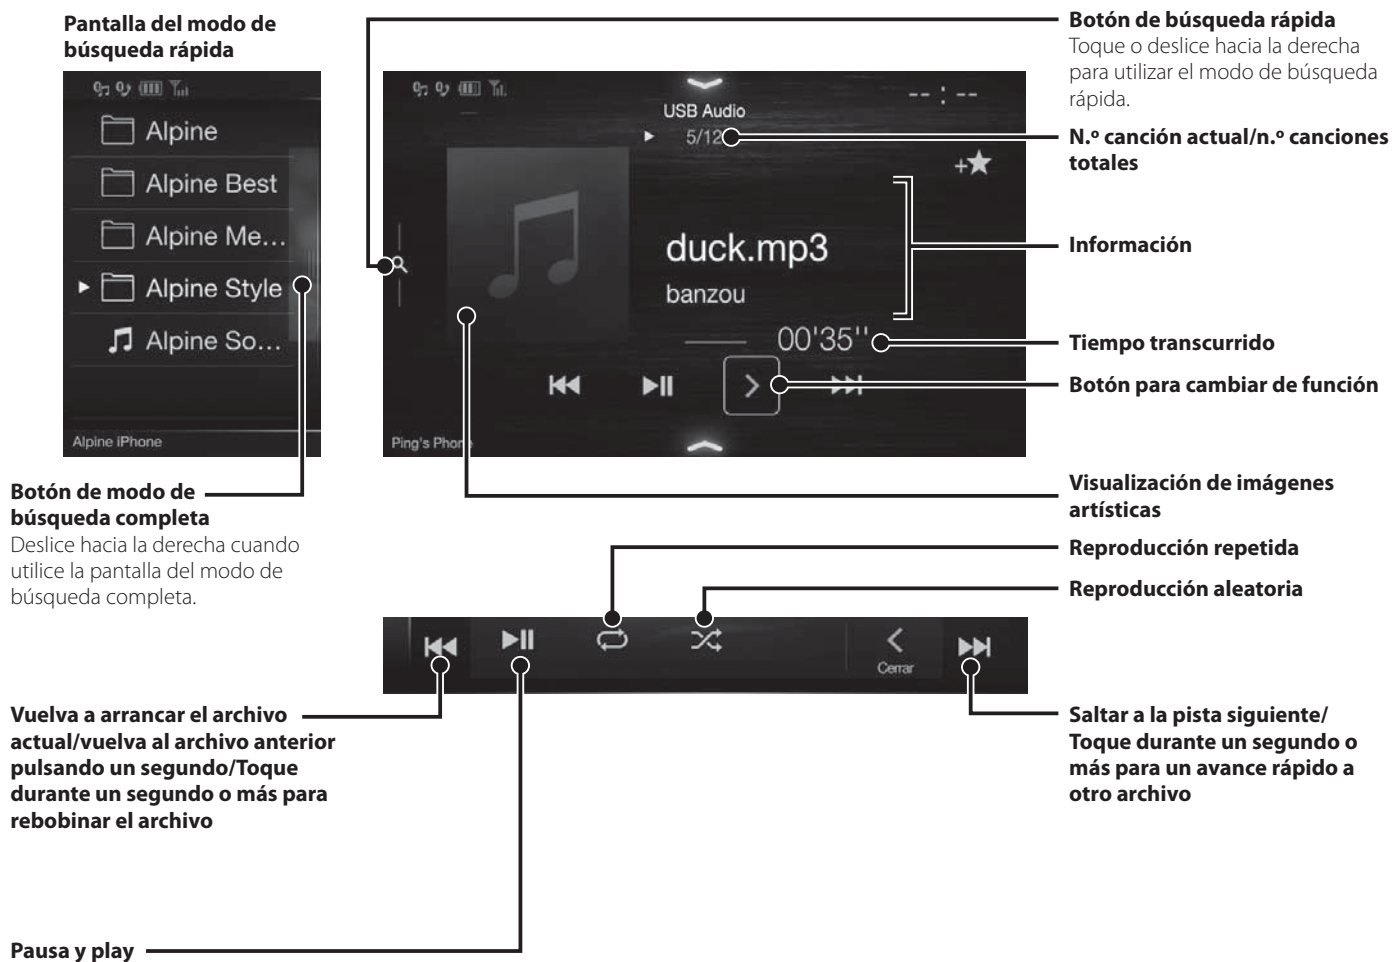 Pantalla del modo de
búsqueda rápida
Alpine
Alpine Best
Alpine Me...
Alpine Style
Alpine So...
Alpine iPhone
Botón de modo de
búsqueda completa
Deslice hacia la derecha cuando
utilice la pantalla del modo de
búsqueda completa.
-- : --
USB Audio
5/12
duck.mp3
banzou
00'35''
Ping's Phone
Botón de búsqueda rápida
Toque o deslice hacia la derecha
para utilizar el modo de búsqueda
rápida.
N.º canción actual/n.º canciones
totales
Información
Tiempo transcurrido
Botón para cambiar de función
Visualización de imágenes
artísticas
Reproducción repetida
Reproducción aleatoria
Cerrar
Vuelva a arrancar el archivo
actual/vuelva al archivo anterior
pulsando un segundo/Toque
durante un segundo o más para
rebobinar el archivo
Saltar a la pista siguiente/
Toque durante un segundo o
más para un avance rápido a
otro archivo
Pausa y play